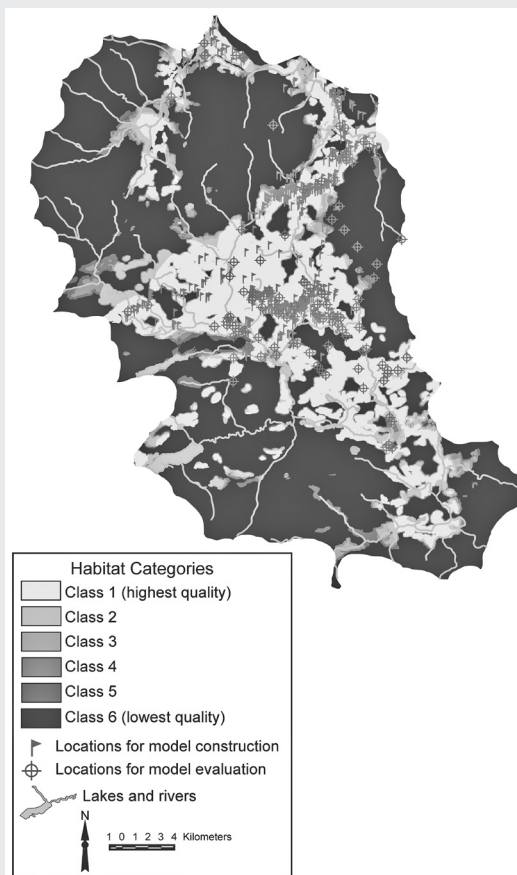 Habitat Categories
Class 1 (highest quality)
Class 2
Class 3
Class 4
Class 5
Class 6 (lowest quality)
Locations for model construction
Locations for model evaluation
Lakes and rivers
N
1 0 1 2 3 4 Kilometers